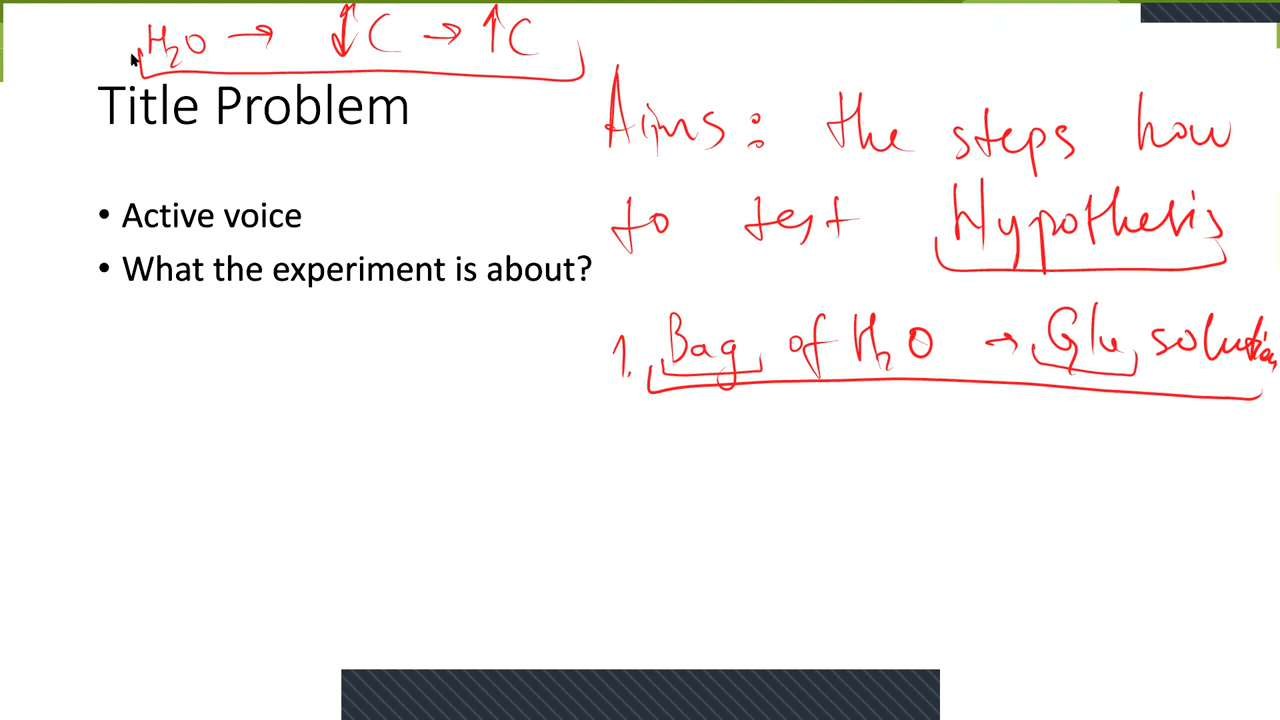 H₂O → ↓C → ↑C
Title Problem
• Active voice
• What the experiment is about?
Aims: the steps how
to test Hypothesis
1. Bag of H₂O → Glu solution